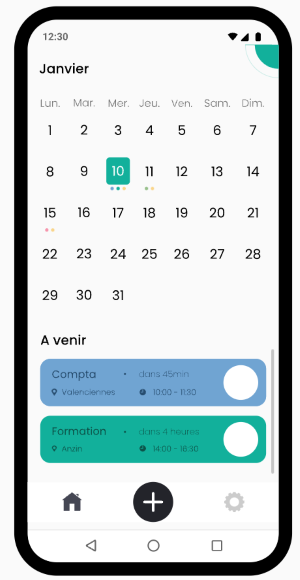 12:30
Janvier
Lun. Mar. Mer. Jeu. Ven. Sam. Dim.
1 2 3 4 5 6 7
8 9 10 11 12 13 14
15 16 17 18 19 20 21
22 23 24 25 26 27 28
29 30 31
A venir
Compta • dans 45min
Valenciennes 10:00 - 11:30
Formation • dans 4 heures
Anzin 14:00 - 16:30